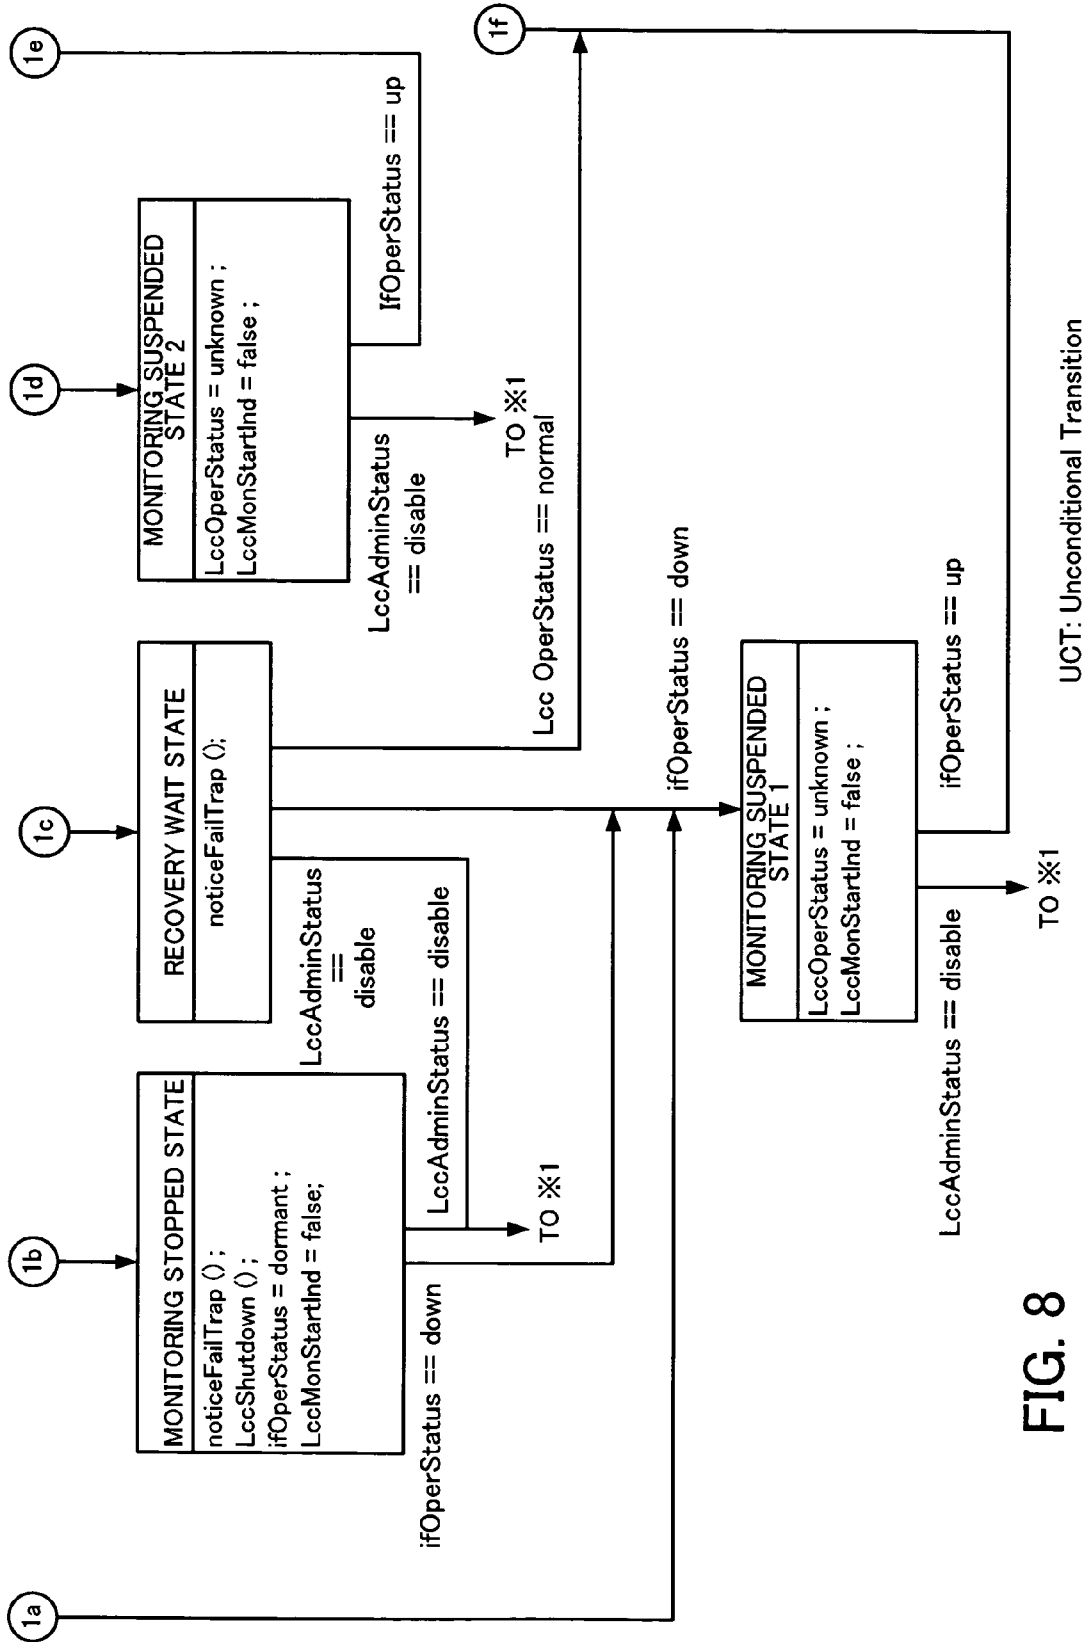 1a
1b
1c
1d
1e
MONITORING STOPPED STATE
noticeFailTrap () ;
LccShutdown () ;
ifOperStatus = dormant ;
LccMonStartInd = false;
RECOVERY WAIT STATE
noticeFailTrap ();
MONITORING SUSPENDED
STATE 2
LccOperStatus = unknown ;
LccMonStartInd = false ;
ifOperStatus == down
LccAdminStatus == disable
TO ※1
LccAdminStatus
==
disable
LccAdminStatus
== disable
TO ※1
IfOperStatus == up
Lcc OperStatus == normal
1f
ifOperStatus == down
MONITORING SUSPENDED
STATE 1
LccOperStatus = unknown ;
LccMonStartInd = false ;
LccAdminStatus == disable
TO ※1
ifOperStatus == up
UCT: Unconditional Transition
FIG. 8